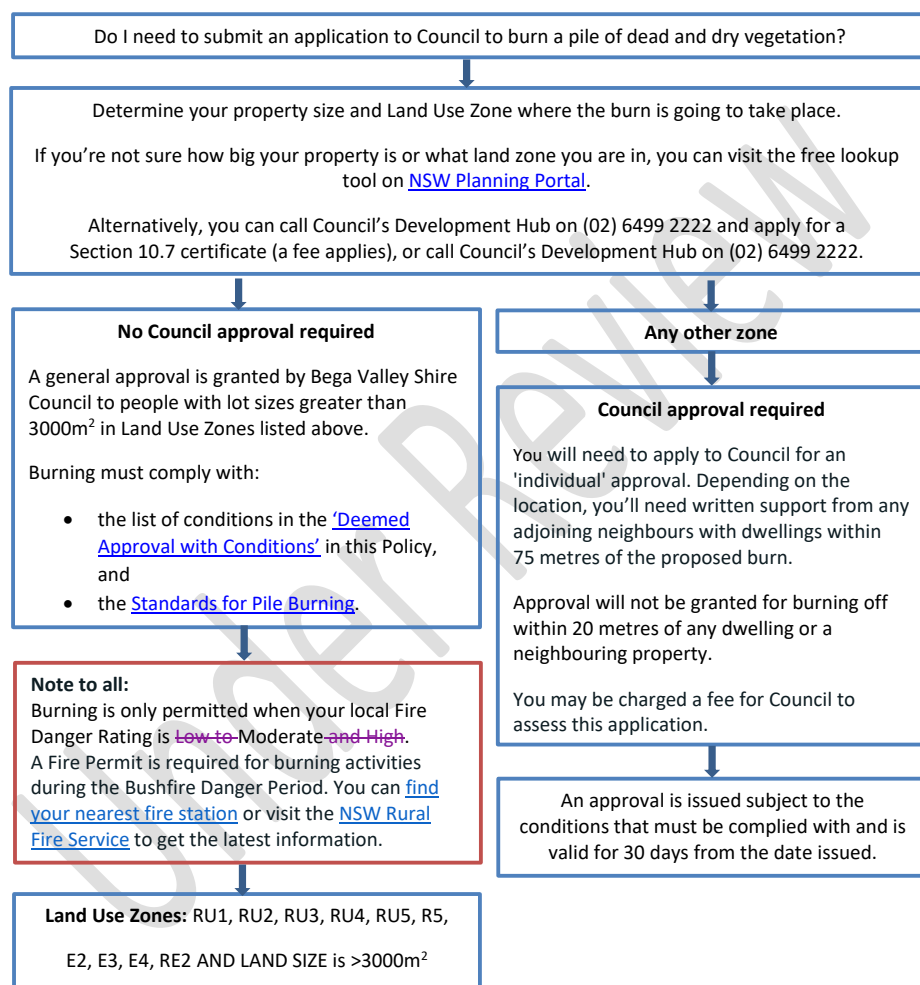 Do I need to submit an application to Council to burn a pile of dead and dry vegetation?
Determine your property size and Land Use Zone where the burn is going to take place.
If you’re not sure how big your property is or what land zone you are in, you can visit the free lookup
tool on NSW Planning Portal.
Alternatively, you can call Council’s Development Hub on (02) 6499 2222 and apply for a
Section 10.7 certificate (a fee applies), or call Council’s Development Hub on (02) 6499 2222.
No Council approval required
A general approval is granted by Bega Valley Shire
Council to people with lot sizes greater than
3000m² in Land Use Zones listed above.
Burning must comply with:
• the list of conditions in the ‘Deemed
Approval with Conditions’ in this Policy,
and
• the Standards for Pile Burning.
Note to all:
Burning is only permitted when your local Fire
Danger Rating is Low to Moderate and High.
A Fire Permit is required for burning activities
during the Bushfire Danger Period. You can find
your nearest fire station or visit the NSW Rural
Fire Service to get the latest information.
Land Use Zones: RU1, RU2, RU3, RU4, RU5, R5,
E2, E3, E4, RE2 AND LAND SIZE is >3000m²
Any other zone
Council approval required
You will need to apply to Council for an
'individual' approval. Depending on the
location, you’ll need written support from any
adjoining neighbours with dwellings within
75 metres of the proposed burn.
Approval will not be granted for burning off
within 20 metres of any dwelling or a
neighbouring property.
You may be charged a fee for Council to
assess this application.
An approval is issued subject to the
conditions that must be complied with and is
valid for 30 days from the date issued.
Under Review